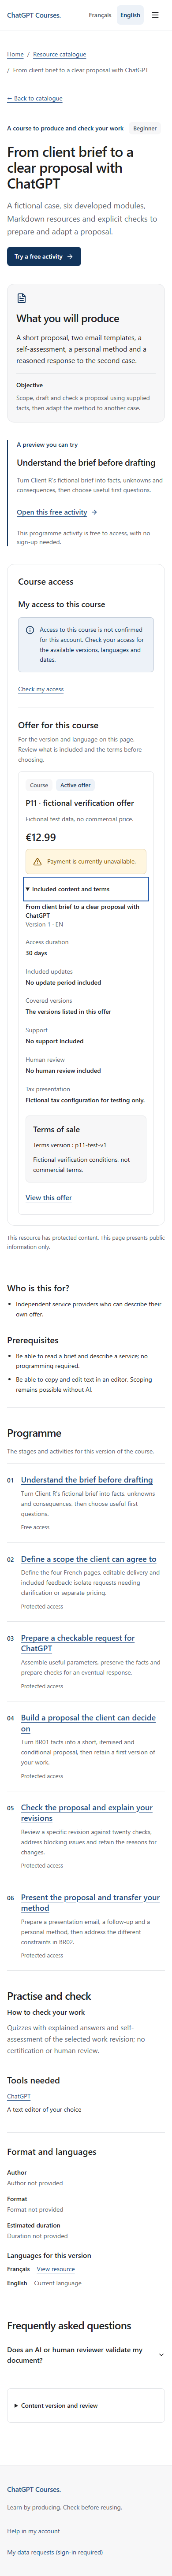 ChatGPT Courses.
Français
English
Home / Resource catalogue
/ From client brief to a clear proposal with ChatGPT
← Back to catalogue
A course to produce and check your work
Beginner
From client brief to a
clear proposal with
ChatGPT
A fictional case, six developed modules,
Markdown resources and explicit checks to
prepare and adapt a proposal.
Try a free activity →
What you will produce
A short proposal, two email templates, a
self-assessment, a personal method and a
reasoned response to the second case.
Objective
Scope, draft and check a proposal using supplied
facts, then adapt the method to another case.
A preview you can try
Understand the brief before drafting
Turn Client R's fictional brief into facts, unknowns and
consequences, then choose useful first questions.
Open this free activity →
This programme activity is free to access, with no
sign-up needed.
Course access
My access to this course
Access to this course is not confirmed
for this account. Check your access for
the available versions, languages and
dates.
Check my access
Offer for this course
For the version and language on this page.
Review what is included and the terms before
choosing.
Course
Active offer
P11 · fictional verification offer
Fictional test data, no commercial price.
€12.99
Payment is currently unavailable.
▼ Included content and terms
From client brief to a clear proposal with
ChatGPT
Version 1 · EN
Access duration
30 days
Included updates
No update period included
Covered versions
The versions listed in this offer
Support
No support included
Human review
No human review included
Tax presentation
Fictional tax configuration for testing only.
Terms of sale
Terms version : p11-test-v1
Fictional verification conditions, not
commercial terms.
View this offer
This resource has protected content. This page presents public
information only.
Who is this for?
• Independent service providers who can describe their
own offer.
Prerequisites
• Be able to read a brief and describe a service; no
programming required.
• Be able to copy and edit text in an editor. Scoping
remains possible without AI.
Programme
The stages and activities for this version of the course.
01 Understand the brief before drafting
Turn Client R's fictional brief into facts, unknowns
and consequences, then choose useful first
questions.
Free access
02 Define a scope the client can agree to
Define the four French pages, editable delivery and
included feedback; isolate requests needing
clarification or separate pricing.
Protected access
03 Prepare a checkable request for
ChatGPT
Assemble useful parameters, preserve the facts and
prepare checks for an eventual response.
Protected access
04 Build a proposal the client can decide
on
Turn BR01 facts into a short, itemised and
conditional proposal, then retain a first version of
your work.
Protected access
05 Check the proposal and explain your
revisions
Review a specific revision against twenty checks,
address blocking issues and retain the reasons for
changes.
Protected access
06 Present the proposal and transfer your
method
Prepare a presentation email, a follow-up and a
personal method, then address the different
constraints in BR02.
Protected access
Practise and check
How to check your work
Quizzes with explained answers and self-
assessment of the selected work revision; no
certification or human review.
Tools needed
ChatGPT
A text editor of your choice
Format and languages
Author
Author not provided
Format
Format not provided
Estimated duration
Duration not provided
Languages for this version
Français View resource
English Current language
Frequently asked questions
Does an AI or human reviewer validate my
document?
▶ Content version and review
ChatGPT Courses.
Learn by producing. Check before reusing.
Help in my account
My data requests (sign-in required)